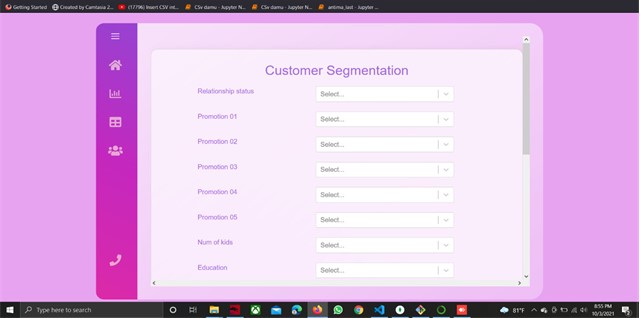 Getting Started
Created by Camtasia 2...
(17796) Insert CSV int...
CSv damu - Jupyter N...
CSv damu - Jupyter N...
antima_last - Jupyter ...
Customer Segmentation
Relationship status
Select...
Promotion 01
Select...
Promotion 02
Select...
Promotion 03
Select...
Promotion 04
Select...
Promotion 05
Select...
Num of kids
Select...
Education
Select...
Type here to search
81°F
8:55 PM
10/3/2021